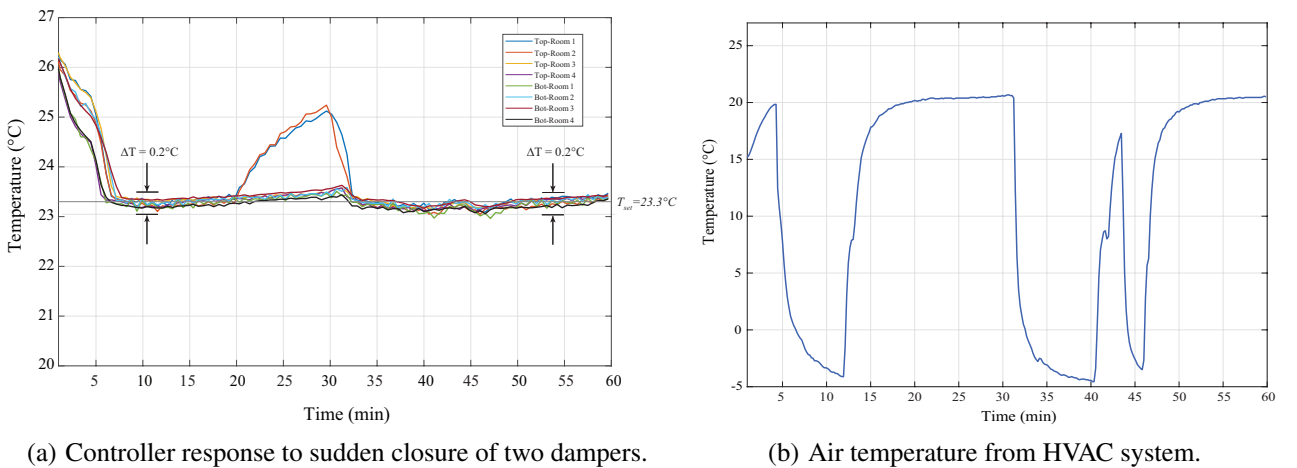 27
26
25
24
23
22
21
20
Temperature (°C)
5 10 15 20 25 30 35 40 45 50 55 60
Time (min)
Top-Room 1
Top-Room 2
Top-Room 3
Top-Room 4
Bot-Room 1
Bot-Room 2
Bot-Room 3
Bot-Room 4
ΔT = 0.2°C
ΔT = 0.2°C
Tset=23.3°C
(a) Controller response to sudden closure of two dampers.
25
20
15
10
5
0
-5
Temperature (°C)
5 10 15 20 25 30 35 40 45 50 55 60
Time (min)
(b) Air temperature from HVAC system.